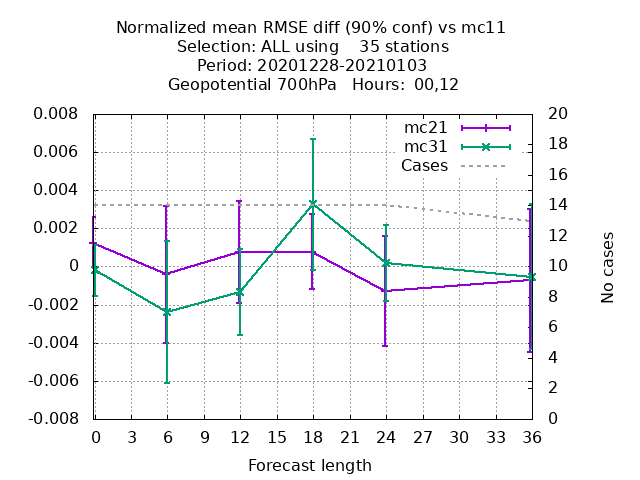 Normalized mean RMSE diff (90% conf) vs mc11
Selection: ALL using    35 stations
Period: 20201228-20210103
Geopotential 700hPa   Hours: 00,12
mc21
mc31
Cases
0.008
0.006
0.004
0.002
0
-0.002
-0.004
-0.006
-0.008
20
18
16
14
12
10
8
6
4
2
0
No cases
0 3 6 9 12 15 18 21 24 27 30 33 36
Forecast length